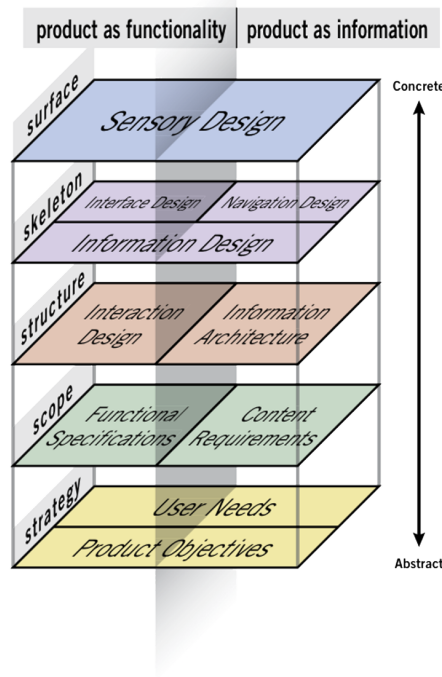 product as functionality
product as information
Concrete
surface
Sensory Design
skeleton
Interface Design
Navigation Design
Information Design
structure
Interaction
Design
Information
Architecture
scope
Functional
Specifications
Content
Requirements
strategy
User Needs
Product Objectives
Abstract